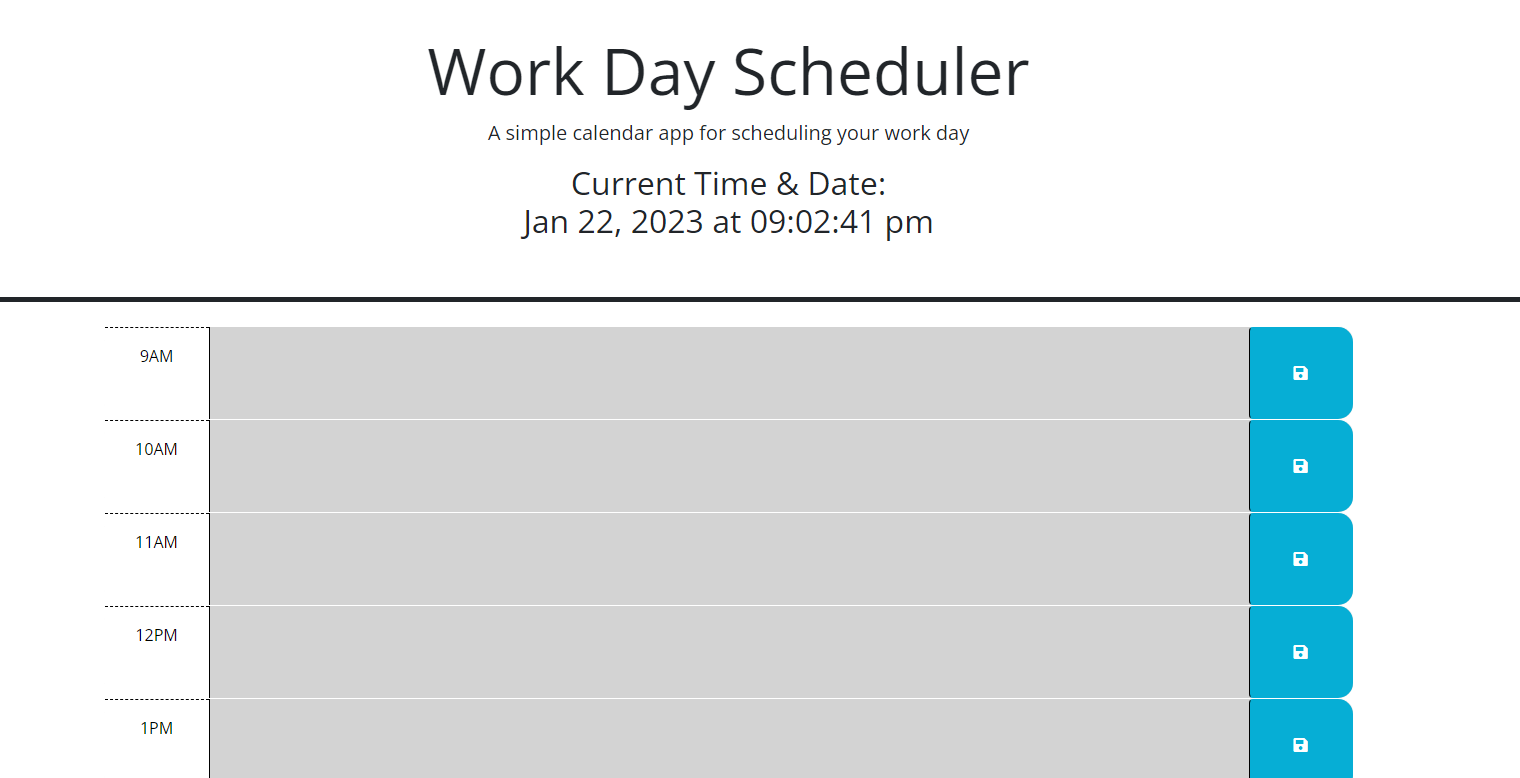 Work Day Scheduler
A simple calendar app for scheduling your work day
Current Time & Date:
Jan 22, 2023 at 09:02:41 pm
9AM
10AM
11AM
12PM
1PM